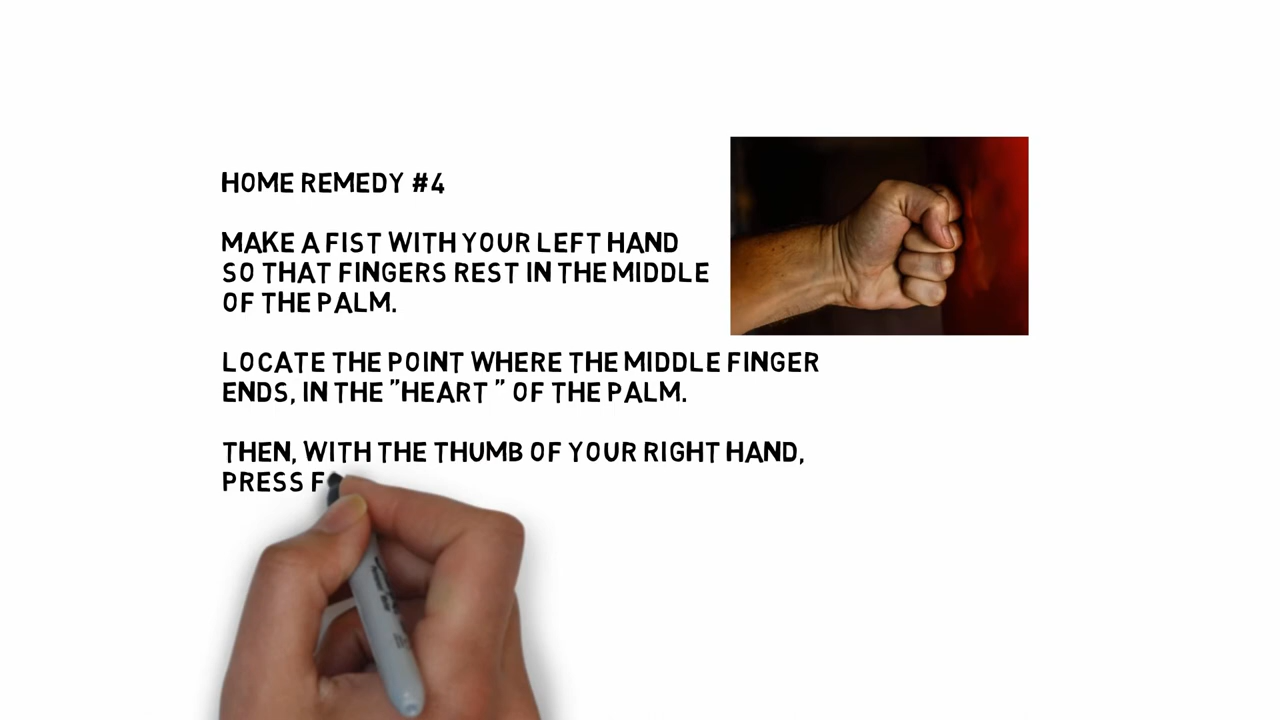 HOME REMEDY #4
MAKE A FIST WITH YOUR LEFT HAND
SO THAT FINGERS REST IN THE MIDDLE
OF THE PALM.
LOCATE THE POINT WHERE THE MIDDLE FINGER
ENDS, IN THE "HEART " OF THE PALM.
THEN, WITH THE THUMB OF YOUR RIGHT HAND,
PRESS F